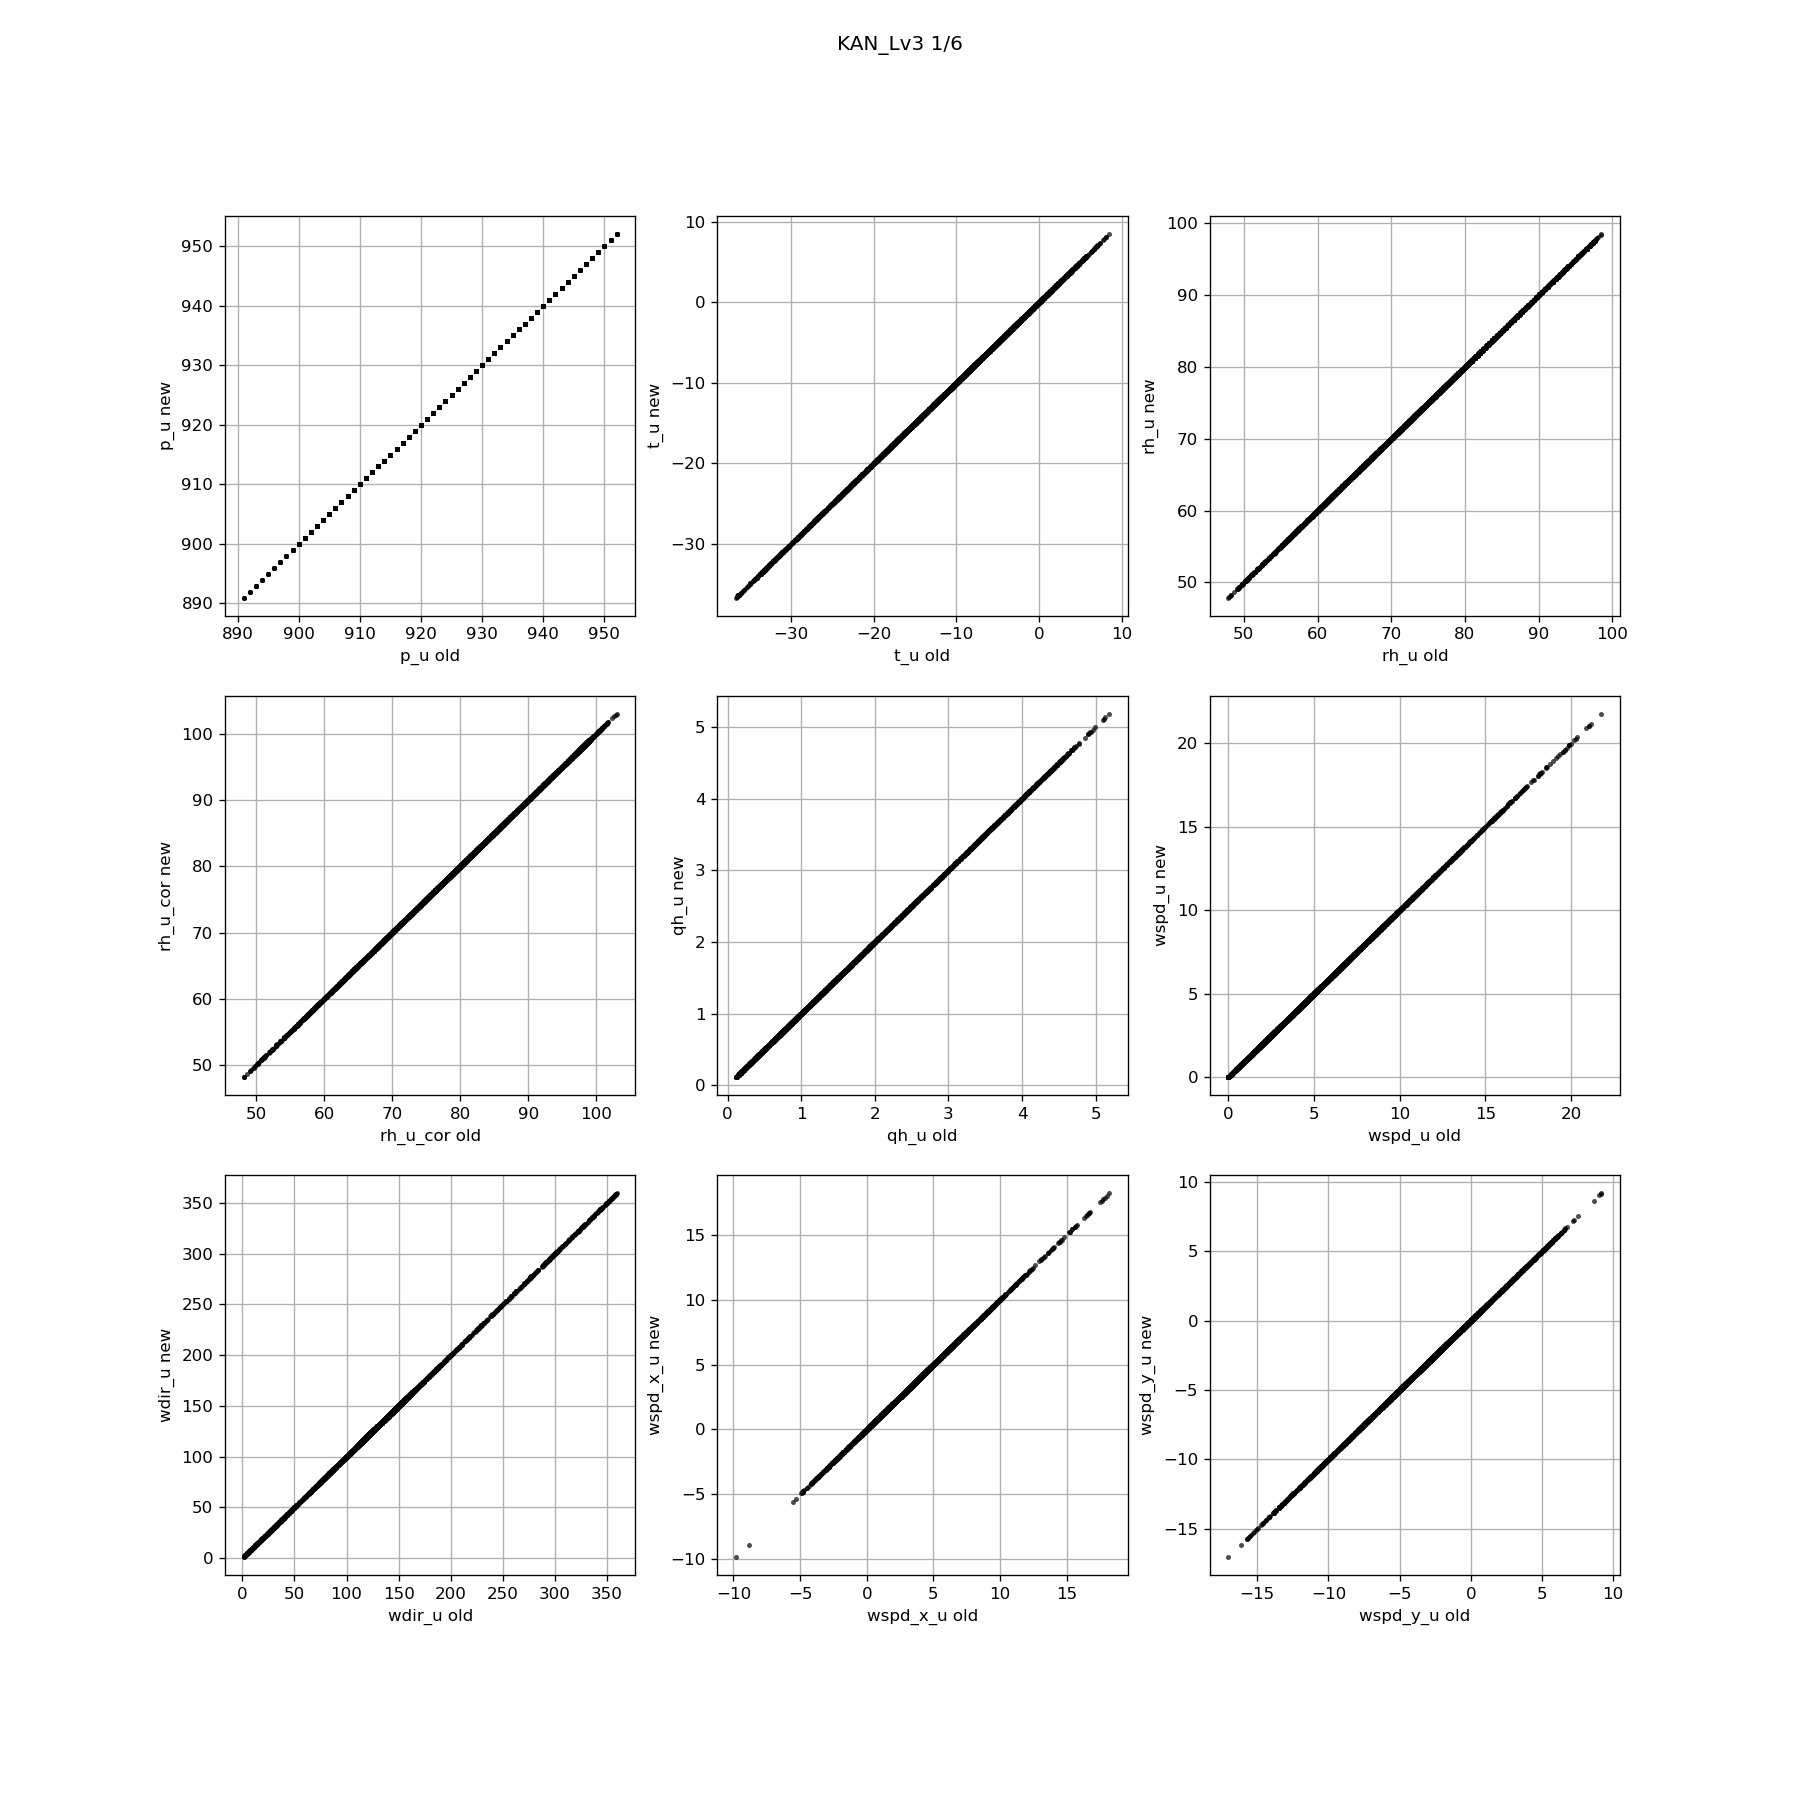 KAN_Lv3 1/6
950
940
930
920
910
900
890
p_u new
890 900 910 920 930 940 950
p_u old
10
0
−10
−20
−30
t_u new
−30 −20 −10 0 10
t_u old
100
90
80
70
60
50
rh_u new
50 60 70 80 90 100
rh_u old
100
90
80
70
60
50
rh_u_cor new
50 60 70 80 90 100
rh_u_cor old
5
4
3
2
1
0
qh_u new
0 1 2 3 4 5
qh_u old
20
15
10
5
0
wspd_u new
0 5 10 15 20
wspd_u old
350
300
250
200
150
100
50
0
wdir_u new
0 50 100 150 200 250 300 350
wdir_u old
15
10
5
0
−5
−10
wspd_x_u new
−10 −5 0 5 10 15
wspd_x_u old
10
5
0
−5
−10
−15
wspd_y_u new
−15 −10 −5 0 5 10
wspd_y_u old